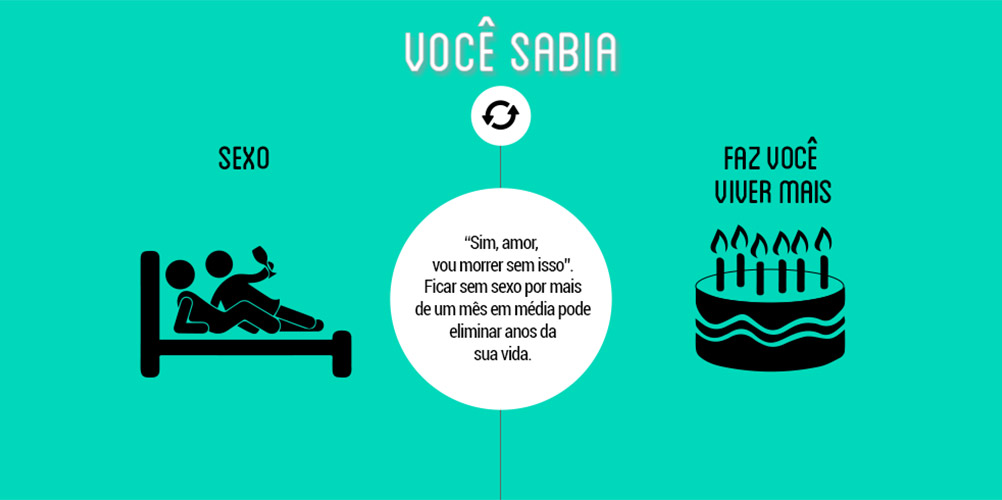 VOCÊ SABIA
SEXO
FAZ VOCÊ
VIVER MAIS
“Sim, amor,
vou morrer sem isso”.
Ficar sem sexo por mais
de um mês em média pode
eliminar anos da
sua vida.